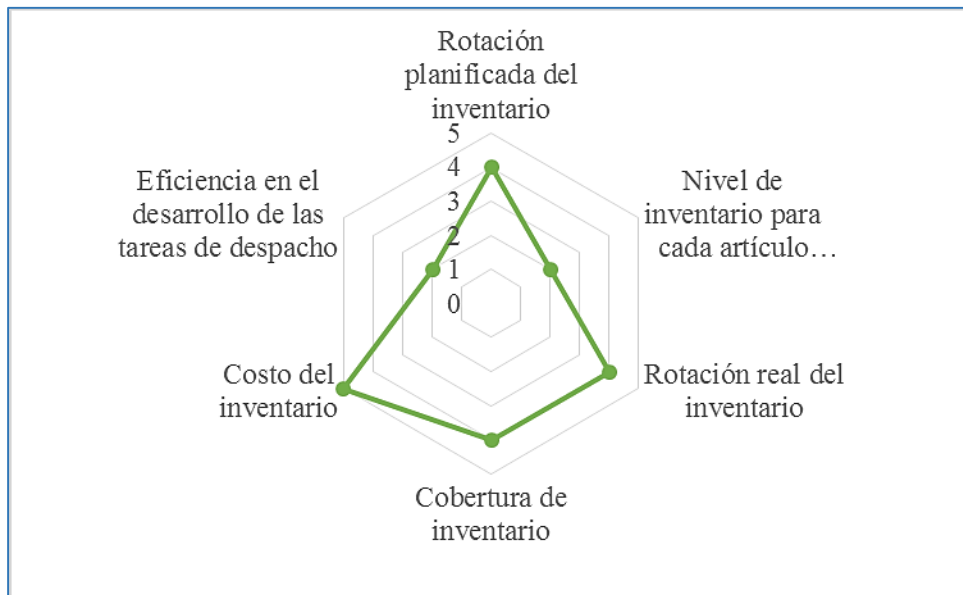 Rotación
planificada del
inventario
5
4
3
2
1
0
Nivel de
inventario para
cada artículo…
Rotación real del
inventario
Cobertura de
inventario
Costo del
inventario
Eficiencia en el
desarrollo de las
tareas de despacho